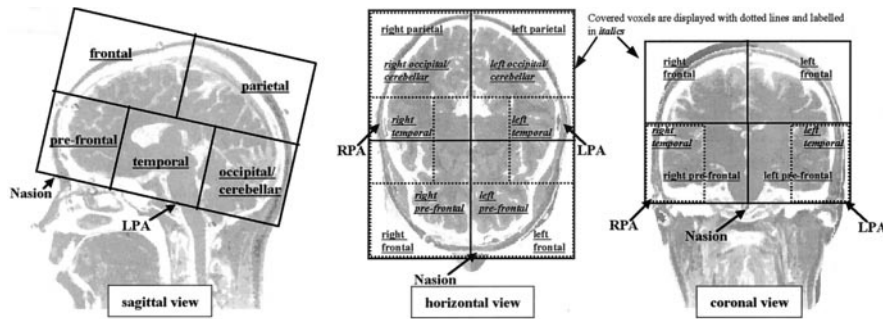 frontal
parietal
pre-frontal
temporal
occipital/
cerebellar
Nasion
LPA
sagittal view
right parietal
left parietal
right occipital/
cerebellar
left occipital/
cerebellar
right
temporal
left
temporal
RPA
LPA
right
pre-frontal
left
pre-frontal
right
frontal
left
frontal
Nasion
horizontal view
Covered voxels are displayed with dotted lines and labelled
in italics
right
frontal
left
frontal
right
temporal
left
temporal
right pre-frontal
left pre-frontal
RPA
Nasion
LPA
coronal view